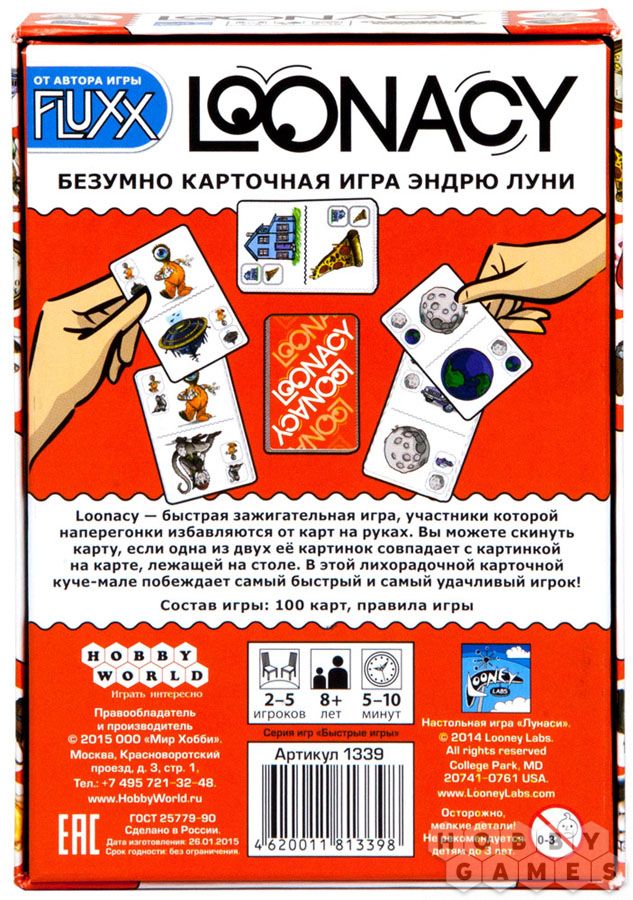 ОТ АВТОРА ИГРЫ
FLUXX
LOONACY
БЕЗУМНО КАРТОЧНАЯ ИГРА ЭНДРЮ ЛУНИ
LOONACY
LOONACY
LOONACY
LOONACY
Loonacy — быстрая зажигательная игра, участники которой
наперегонки избавляются от карт на руках. Вы можете скинуть
карту, если одна из двух её картинок совпадает с картинкой
на карте, лежащей на столе. В этой лихорадочной карточной
куче-мале побеждает самый быстрый и самый удачливый игрок!
Состав игры: 100 карт, правила игры
HOBBY
WORLD
Играть интересно
Правообладатель
и производитель
© 2015 ООО «Мир Хобби».
Москва, Красноворотский
проезд, д. 3, стр. 1,
Тел.: +7 495 721–32–48.
www.HobbyWorld.ru
2–5
игроков
8+
лет
5–10
минут
Серия игр «Быстрые игры»
Артикул 1339
4 620011 813398
LOONEY
LABS
Настольная игра «Лунаси».
© 2014 Looney Labs.
All rights reserved
College Park, MD
20741–0761 USA.
www.LooneyLabs.com
EAC
ГОСТ 25779–90
Сделано в России.
Дата изготовления: 26.01.2015
Срок годности: без ограничений.
Осторожно,
мелкие детали!
Не рекомендуется
детям до 3 лет.
0-3
HOBBY
GAMES